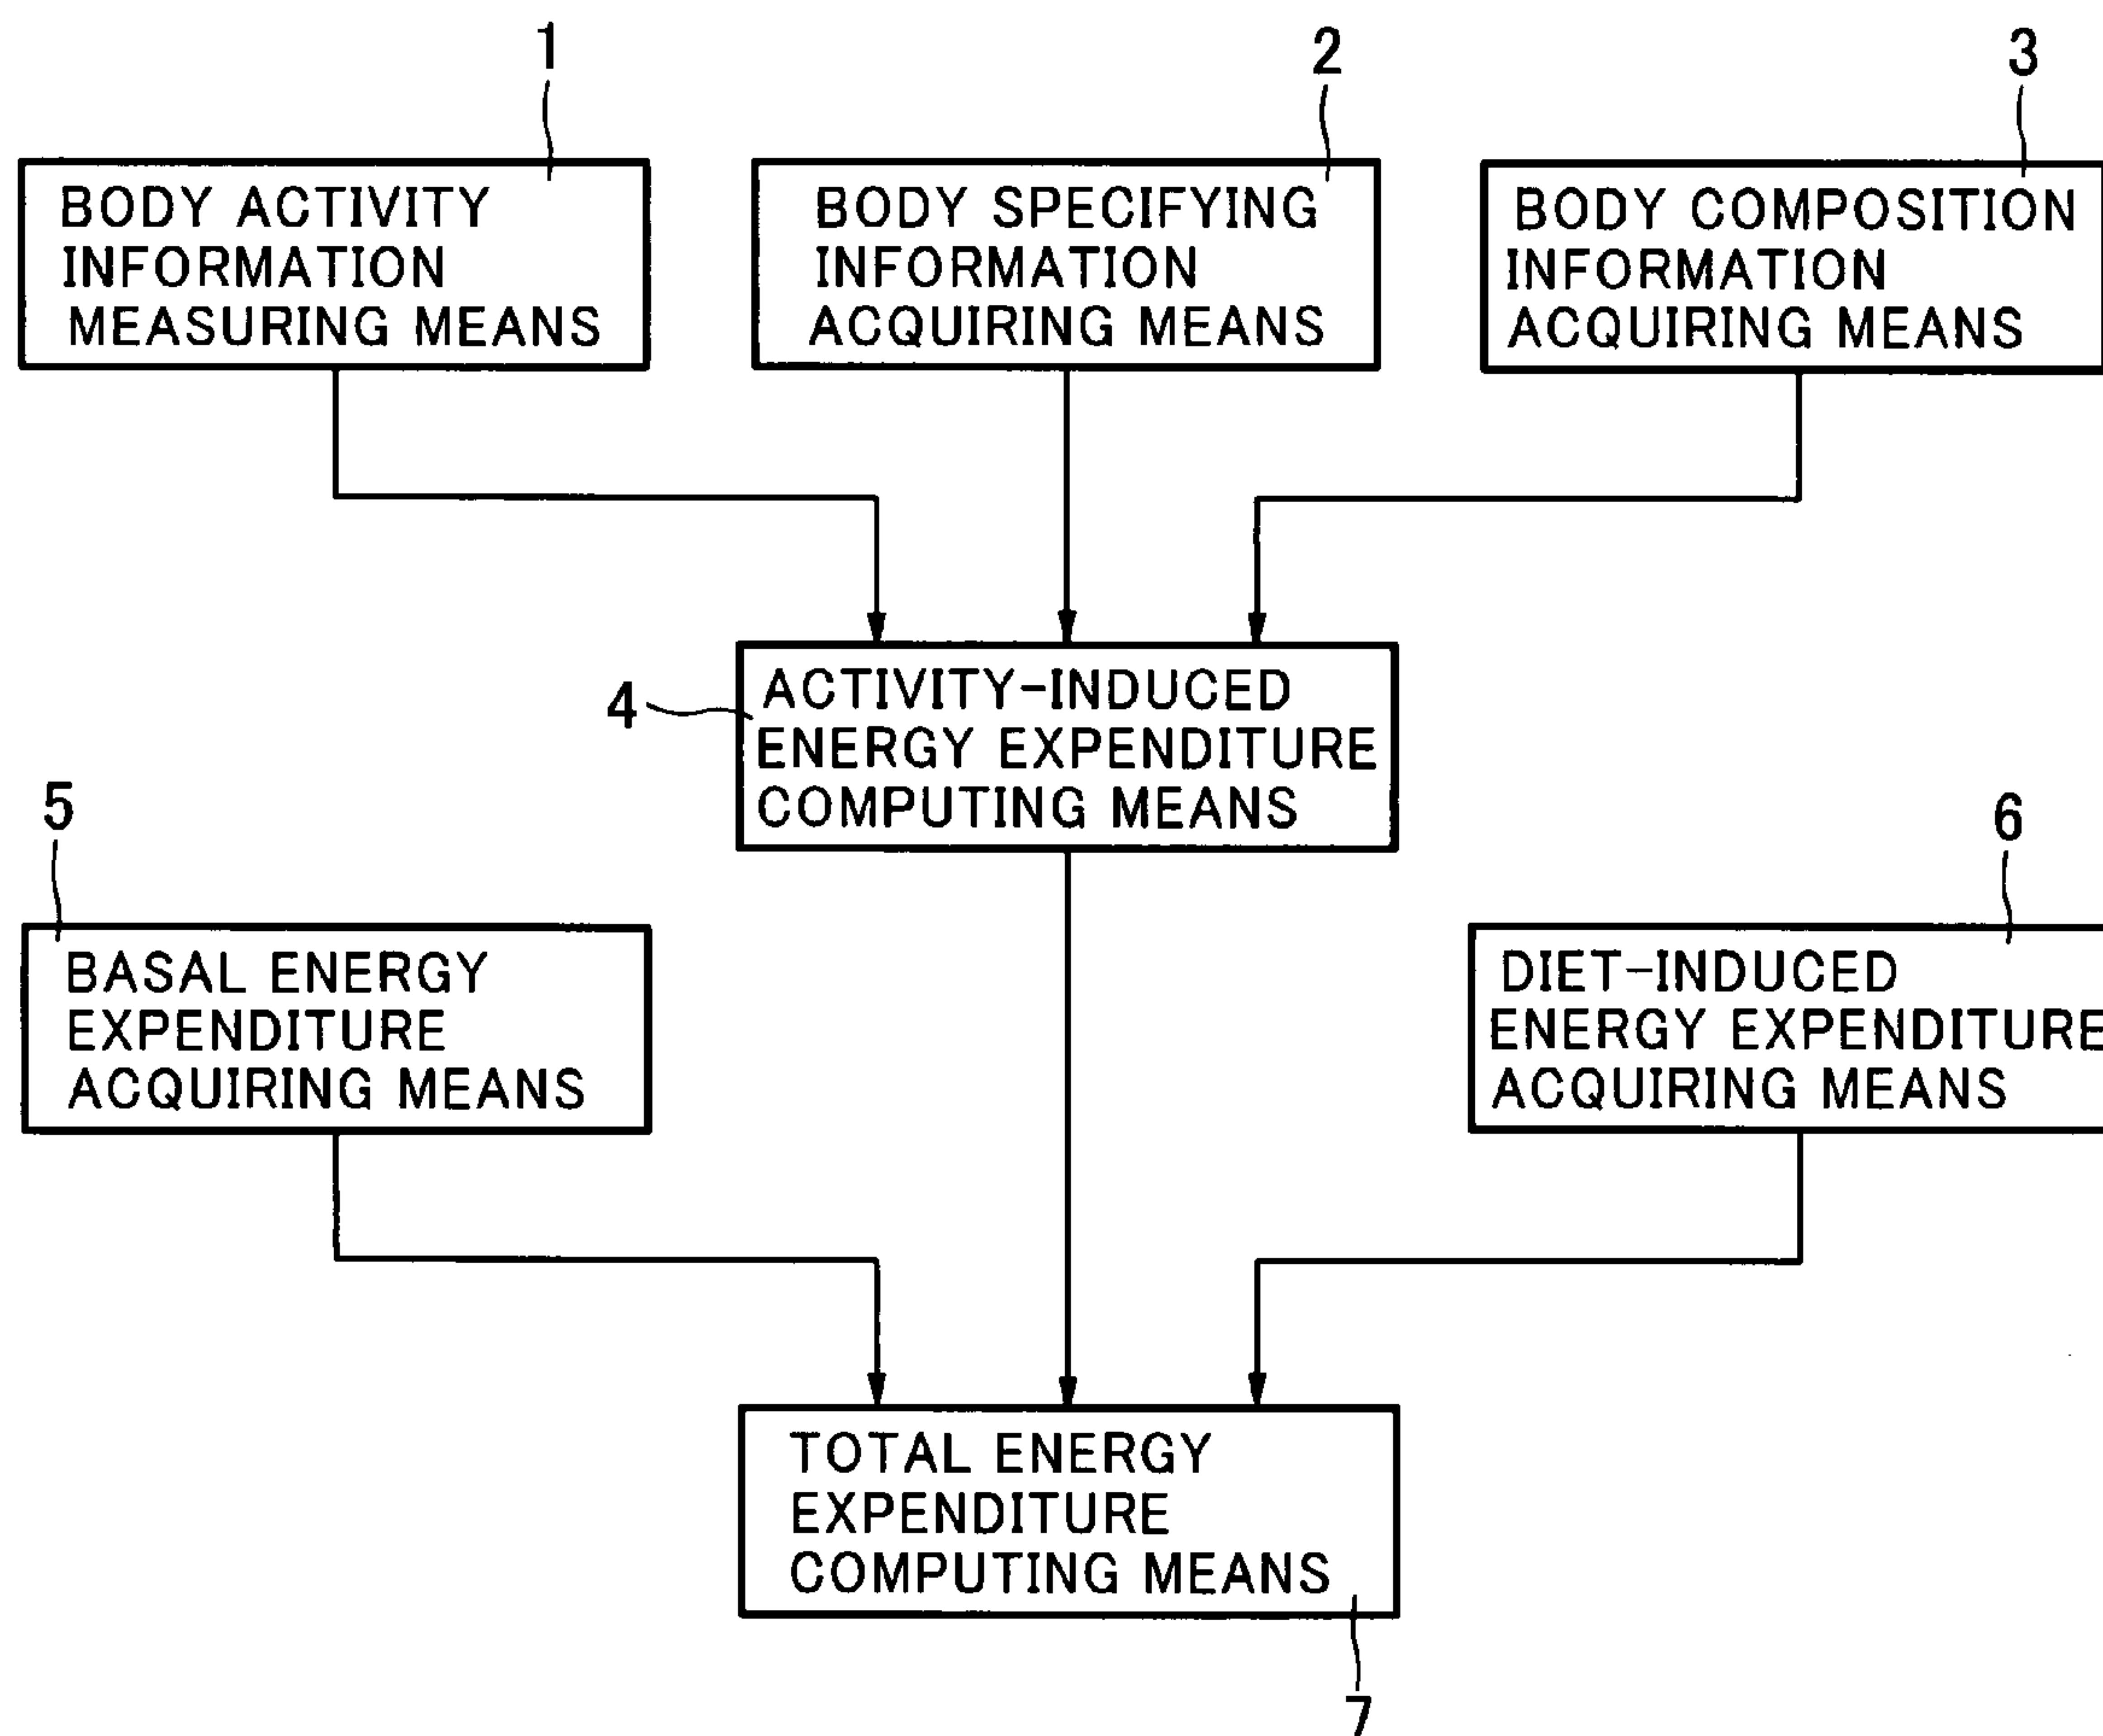 1
2
3
BODY ACTIVITY
INFORMATION
MEASURING MEANS
BODY SPECIFYING
INFORMATION
ACQUIRING MEANS
BODY COMPOSITION
INFORMATION
ACQUIRING MEANS
4
ACTIVITY-INDUCED
ENERGY EXPENDITURE
COMPUTING MEANS
5
6
BASAL ENERGY
EXPENDITURE
ACQUIRING MEANS
DIET-INDUCED
ENERGY EXPENDITURE
ACQUIRING MEANS
TOTAL ENERGY
EXPENDITURE
COMPUTING MEANS
7